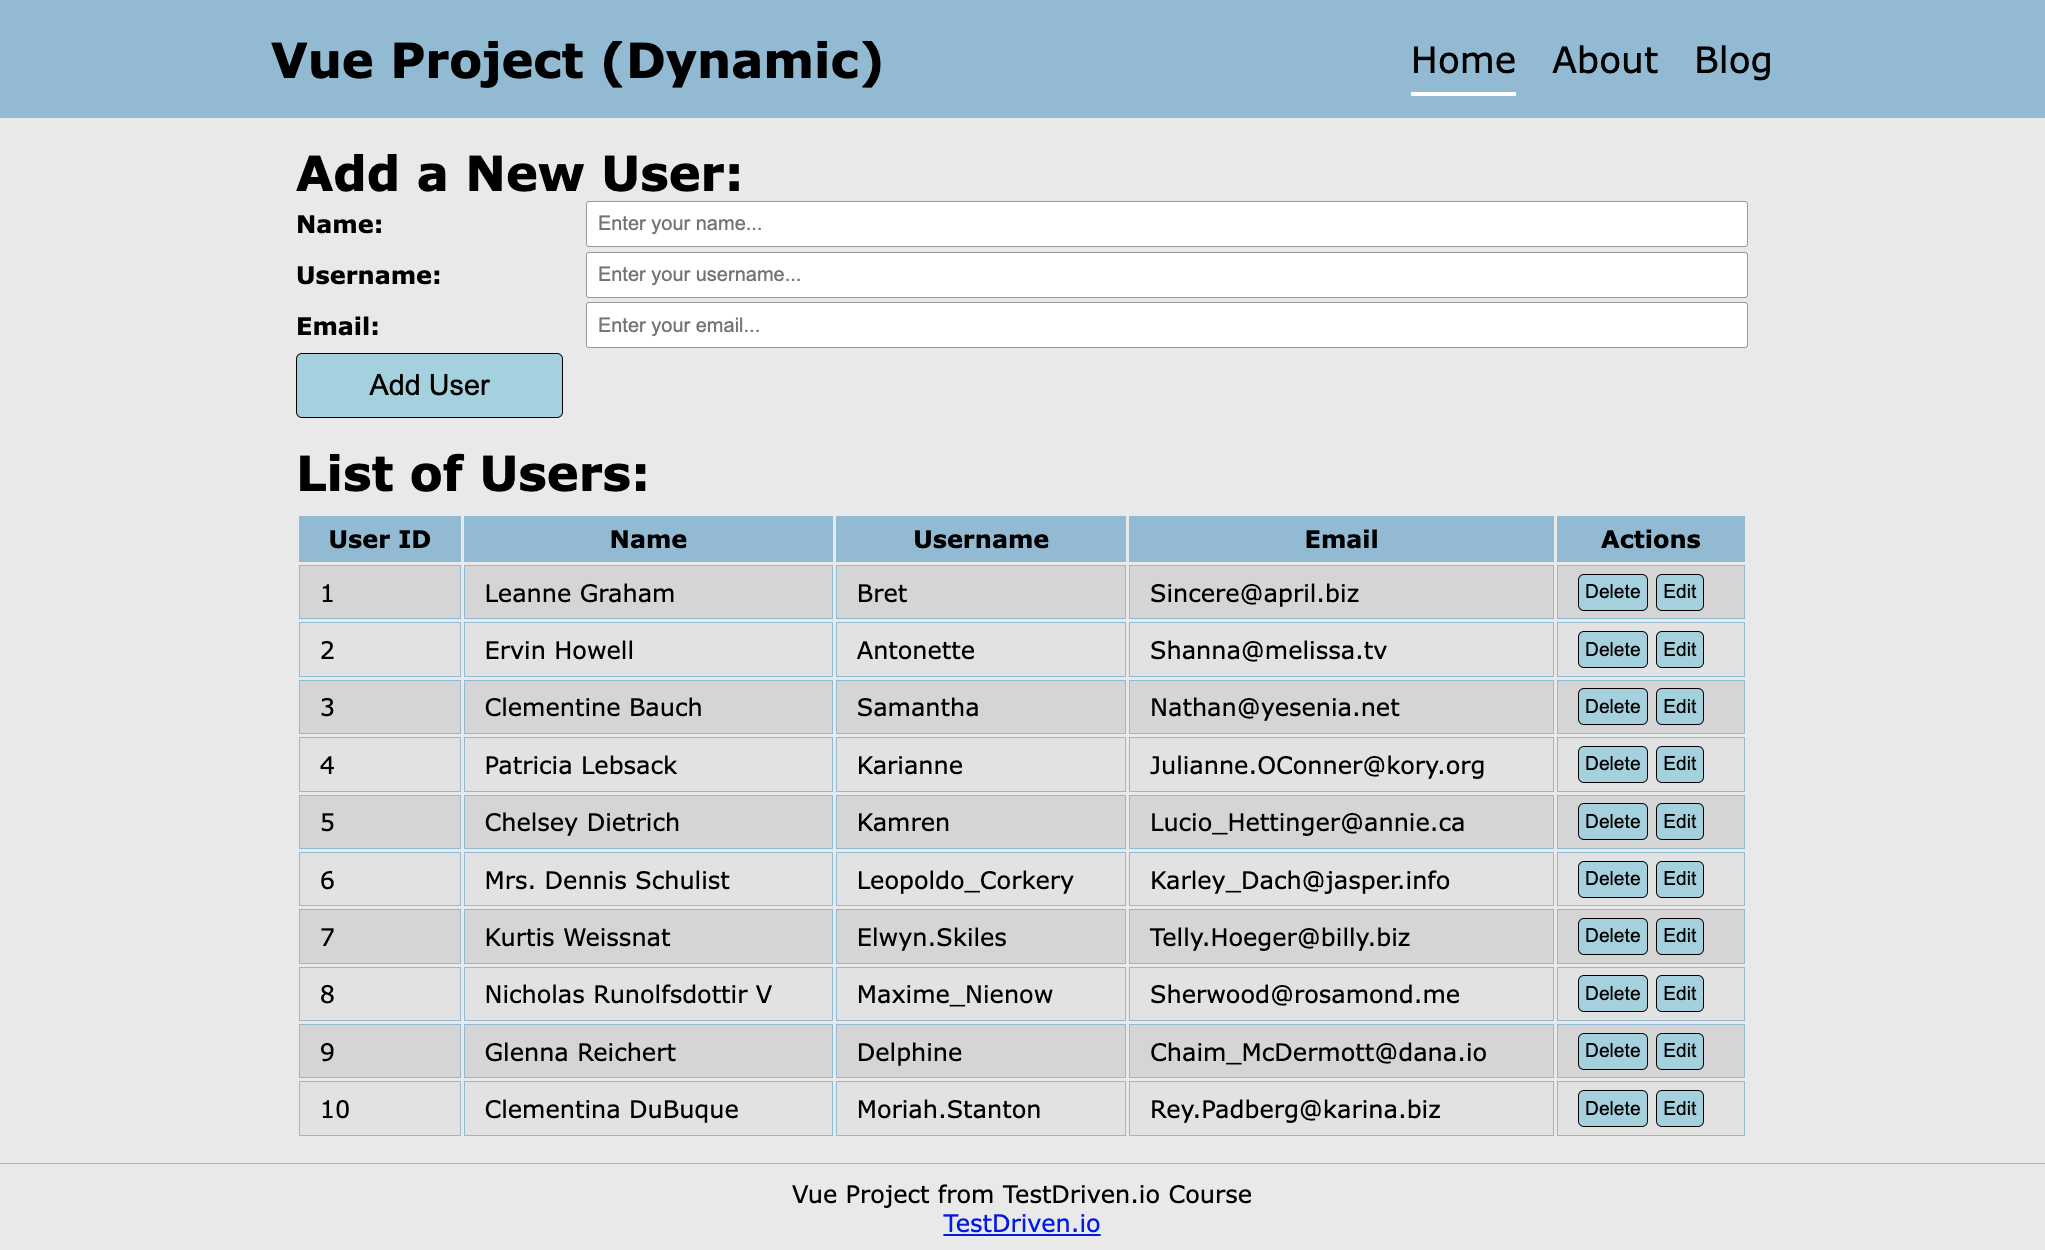 Vue Project (Dynamic) Home About Blog
Add a New User:
Name: Enter your name...
Username: Enter your username...
Email: Enter your email...
Add User
List of Users:
User ID Name Username Email Actions
1 Leanne Graham Bret Sincere@april.biz Delete Edit
2 Ervin Howell Antonette Shanna@melissa.tv Delete Edit
3 Clementine Bauch Samantha Nathan@yesenia.net Delete Edit
4 Patricia Lebsack Karianne Julianne.OConner@kory.org Delete Edit
5 Chelsey Dietrich Kamren Lucio_Hettinger@annie.ca Delete Edit
6 Mrs. Dennis Schulist Leopoldo_Corkery Karley_Dach@jasper.info Delete Edit
7 Kurtis Weissnat Elwyn.Skiles Telly.Hoeger@billy.biz Delete Edit
8 Nicholas Runolfsdottir V Maxime_Nienow Sherwood@rosamond.me Delete Edit
9 Glenna Reichert Delphine Chaim_McDermott@dana.io Delete Edit
10 Clementina DuBuque Moriah.Stanton Rey.Padberg@karina.biz Delete Edit
Vue Project from TestDriven.io Course
TestDriven.io